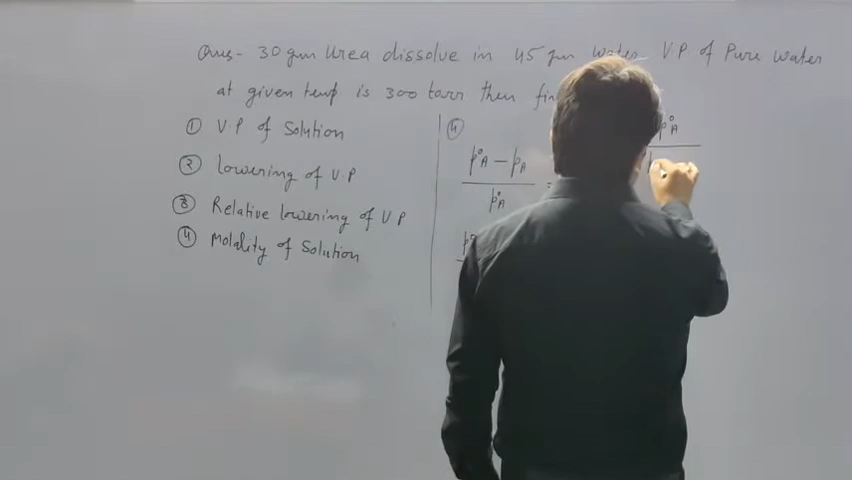 Ques- 30 gm Urea dissolve in 45 gm water V.P. of Pure water
at given temp is 300 tarr then
① V.P of Solution
② Lowering of V.P
③ Relative lowering of V P
④ Molality of Solution
④
p°A − pA
p°A
=
p°A